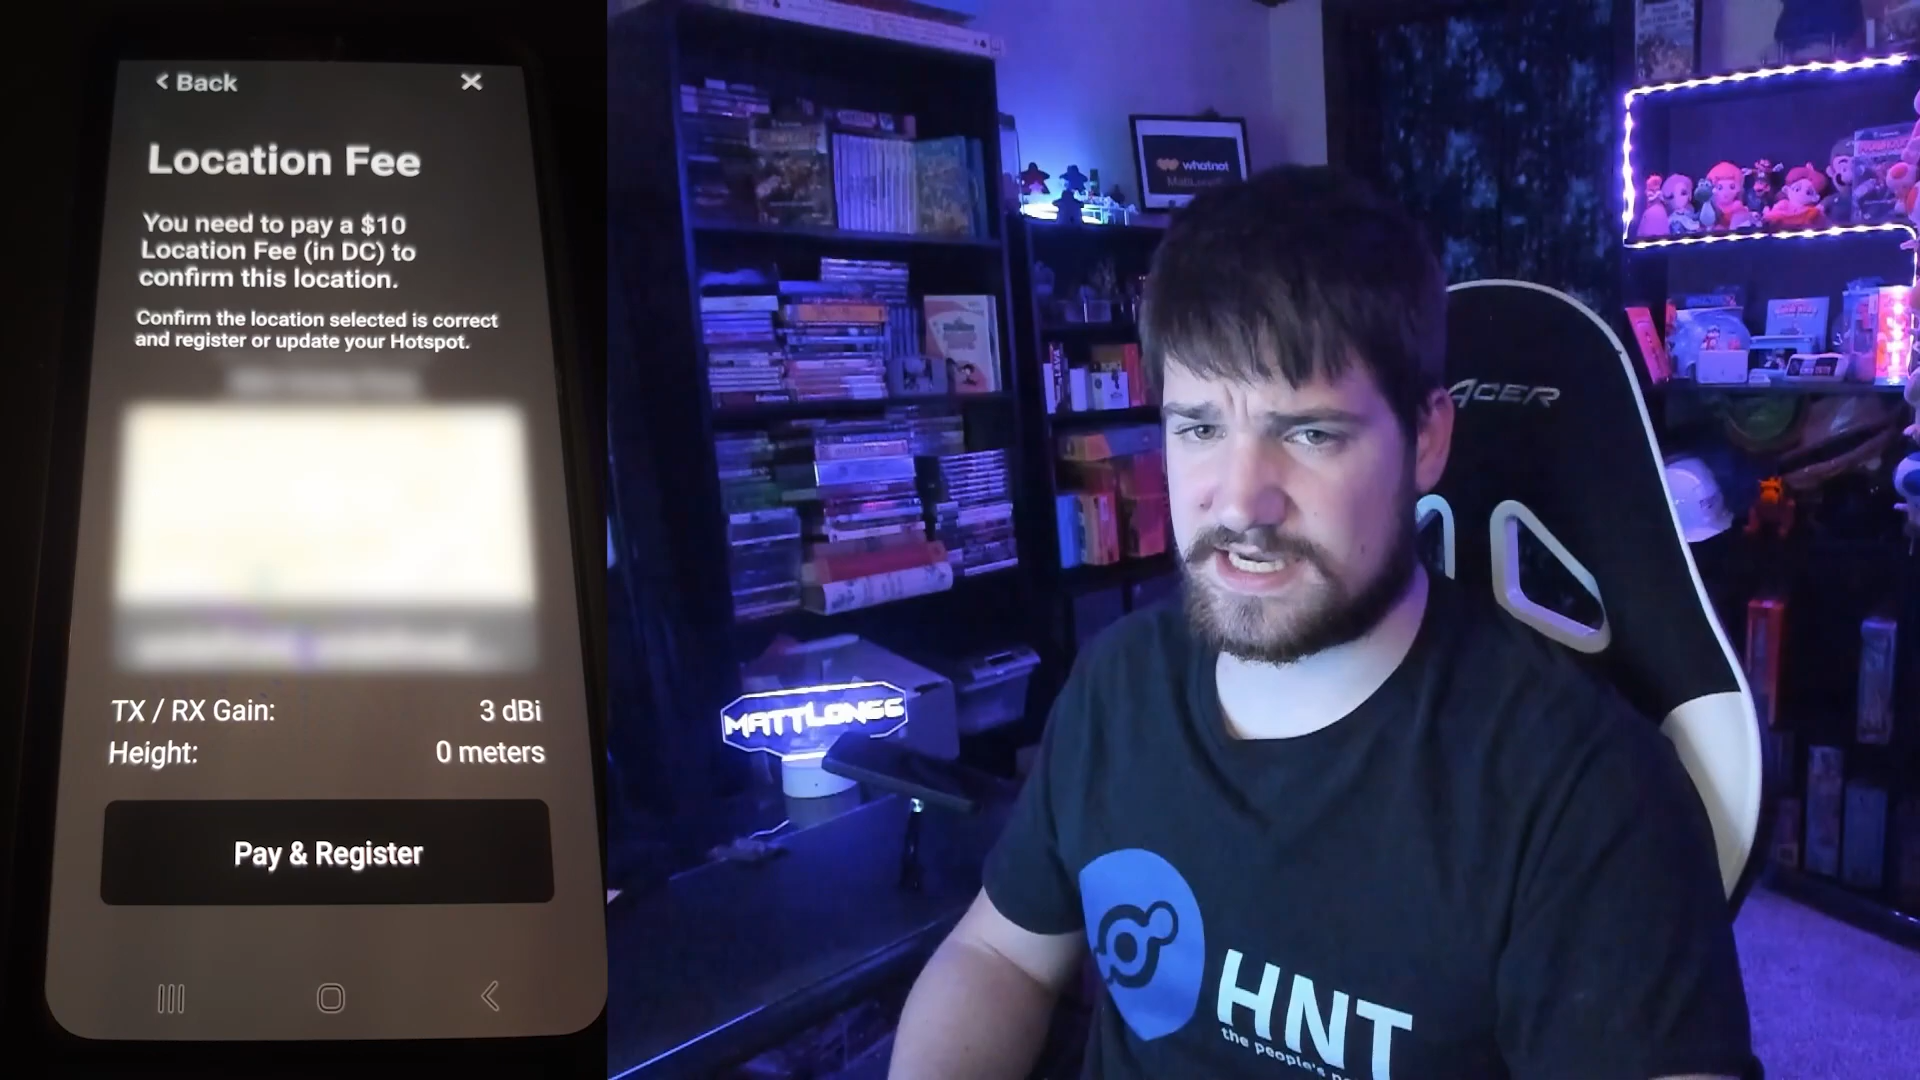 < Back
Location Fee
You need to pay a $10
Location Fee (in DC) to
confirm this location.
Confirm the location selected is correct
and register or update your Hotspot.
TX / RX Gain: 3 dBi
Height: 0 meters
Pay & Register
whatnot
ACER
MATTLONGG
HNT
the people's